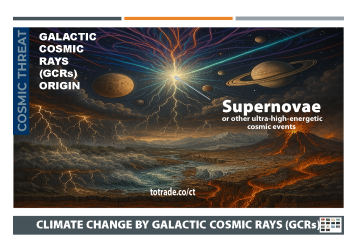 COSMIC THREAT
GALACTIC
COSMIC
RAYS
(GCRs)
ORIGIN
Supernovae
or other ultra-high-energetic
cosmic events
totrade.co/ct
CLIMATE CHANGE BY GALACTIC COSMIC RAYS (GCRs)